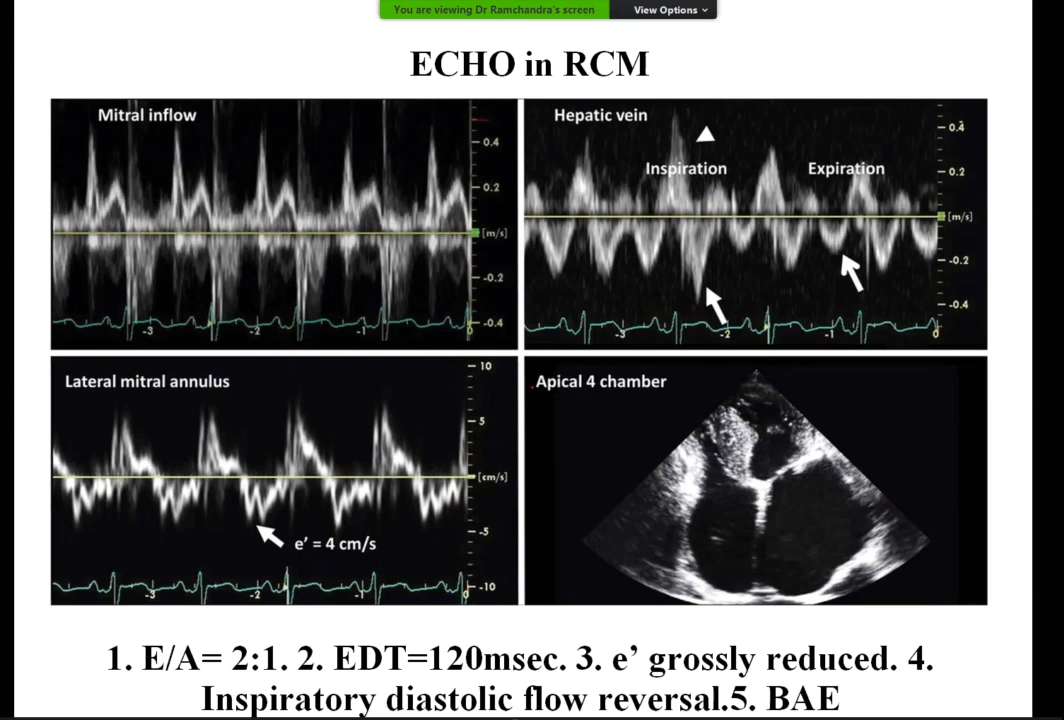 You are viewing Dr Ramchandra's screen
View Options
ECHO in RCM
Mitral inflow
0.4
0.2
[m/s]
-0.2
-0.4
-3
-2
-1
0
Hepatic vein
Inspiration
Expiration
0.4
0.2
[m/s]
-0.2
-0.4
-3
-2
-1
0
Lateral mitral annulus
10
5
[cm/s]
-5
-10
e' = 4 cm/s
-3
-2
-1
0
Apical 4 chamber
1. E/A= 2:1. 2. EDT=120msec. 3. e’ grossly reduced. 4.
Inspiratory diastolic flow reversal.5. BAE